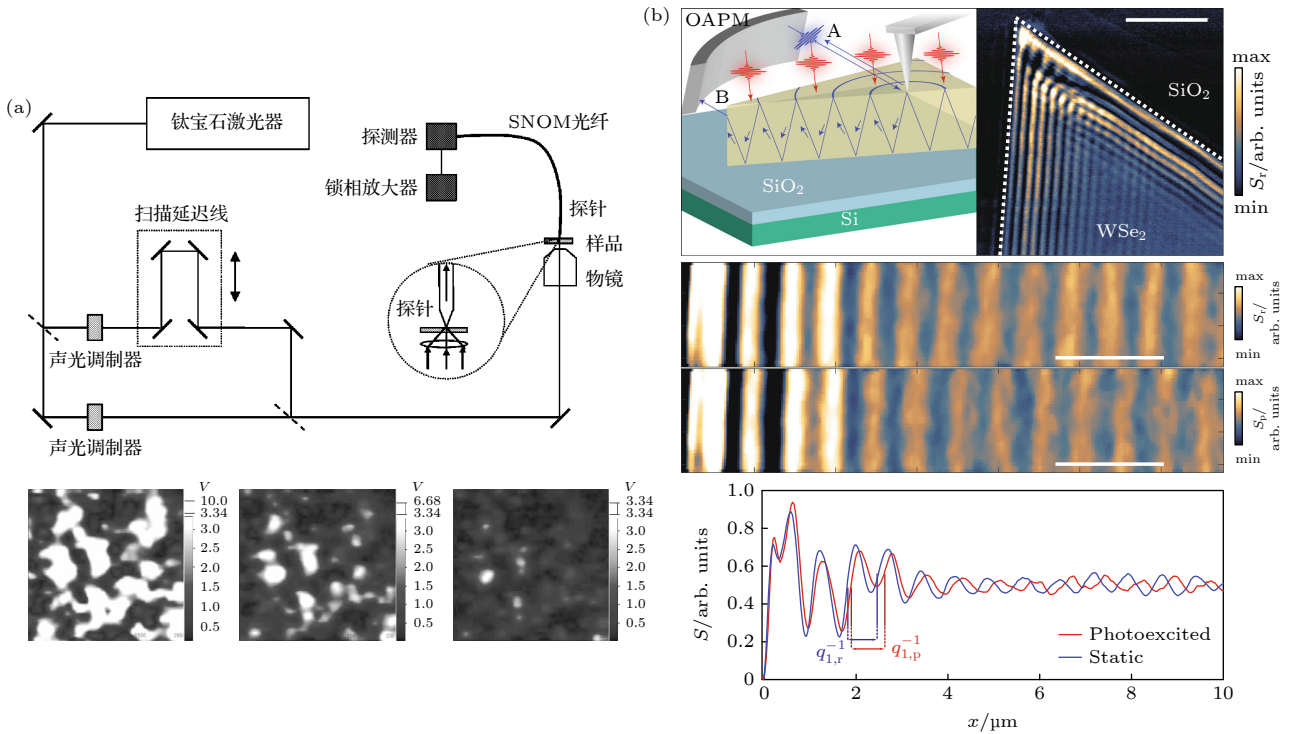 (a)
钛宝石激光器
探测器
SNOM光纤
锁相放大器
扫描延迟线
探针
样品
物镜
探针
声光调制器
声光调制器
V
10.0
3.34
3.0
2.5
2.0
1.5
1.0
0.5
V
6.68
3.34
3.0
2.5
2.0
1.5
1.0
0.5
V
3.34
3.34
3.0
2.5
2.0
1.5
1.0
0.5
(b)
OAPM
A
B
SiO₂
Si
SiO₂
WSe₂
max
Sᵣ/arb. units
min
max
Sᵣ/
arb. units
min
max
Sₚ/
arb. units
min
1.0
0.8
0.6
0.4
0.2
0
S/arb. units
q₁,ᵣ⁻¹
q₁,ₚ⁻¹
Photoexcited
Static
0 2 4 6 8 10
x/μm